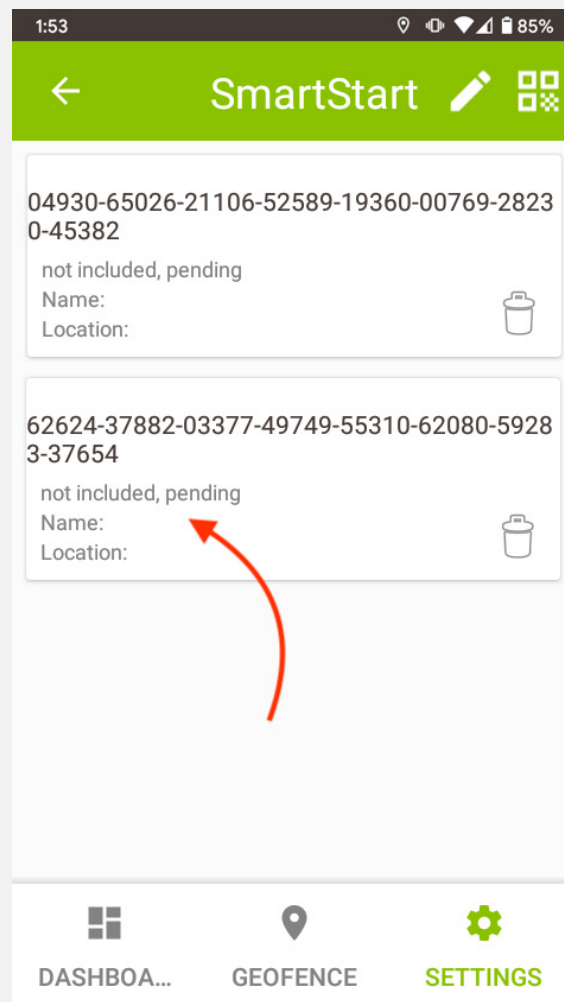 1:53
85%
SmartStart
04930-65026-21106-52589-19360-00769-2823
0-45382
not included, pending
Name:
Location:
62624-37882-03377-49749-55310-62080-5928
3-37654
not included, pending
Name:
Location:
DASHBOA...
GEOFENCE
SETTINGS